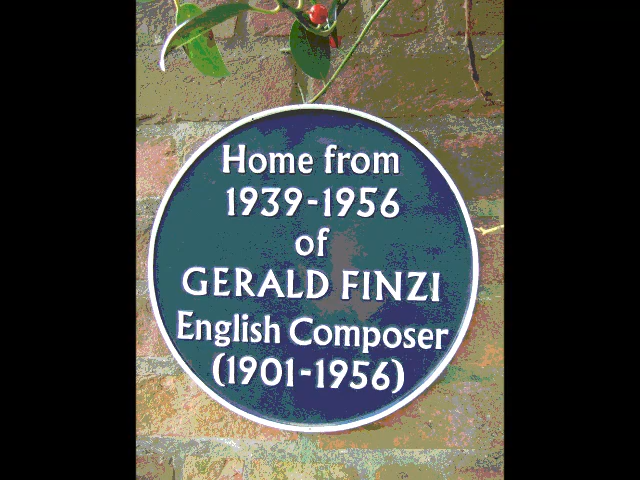 Home from
1939-1956
of
GERALD FINZI
English Composer
(1901-1956)